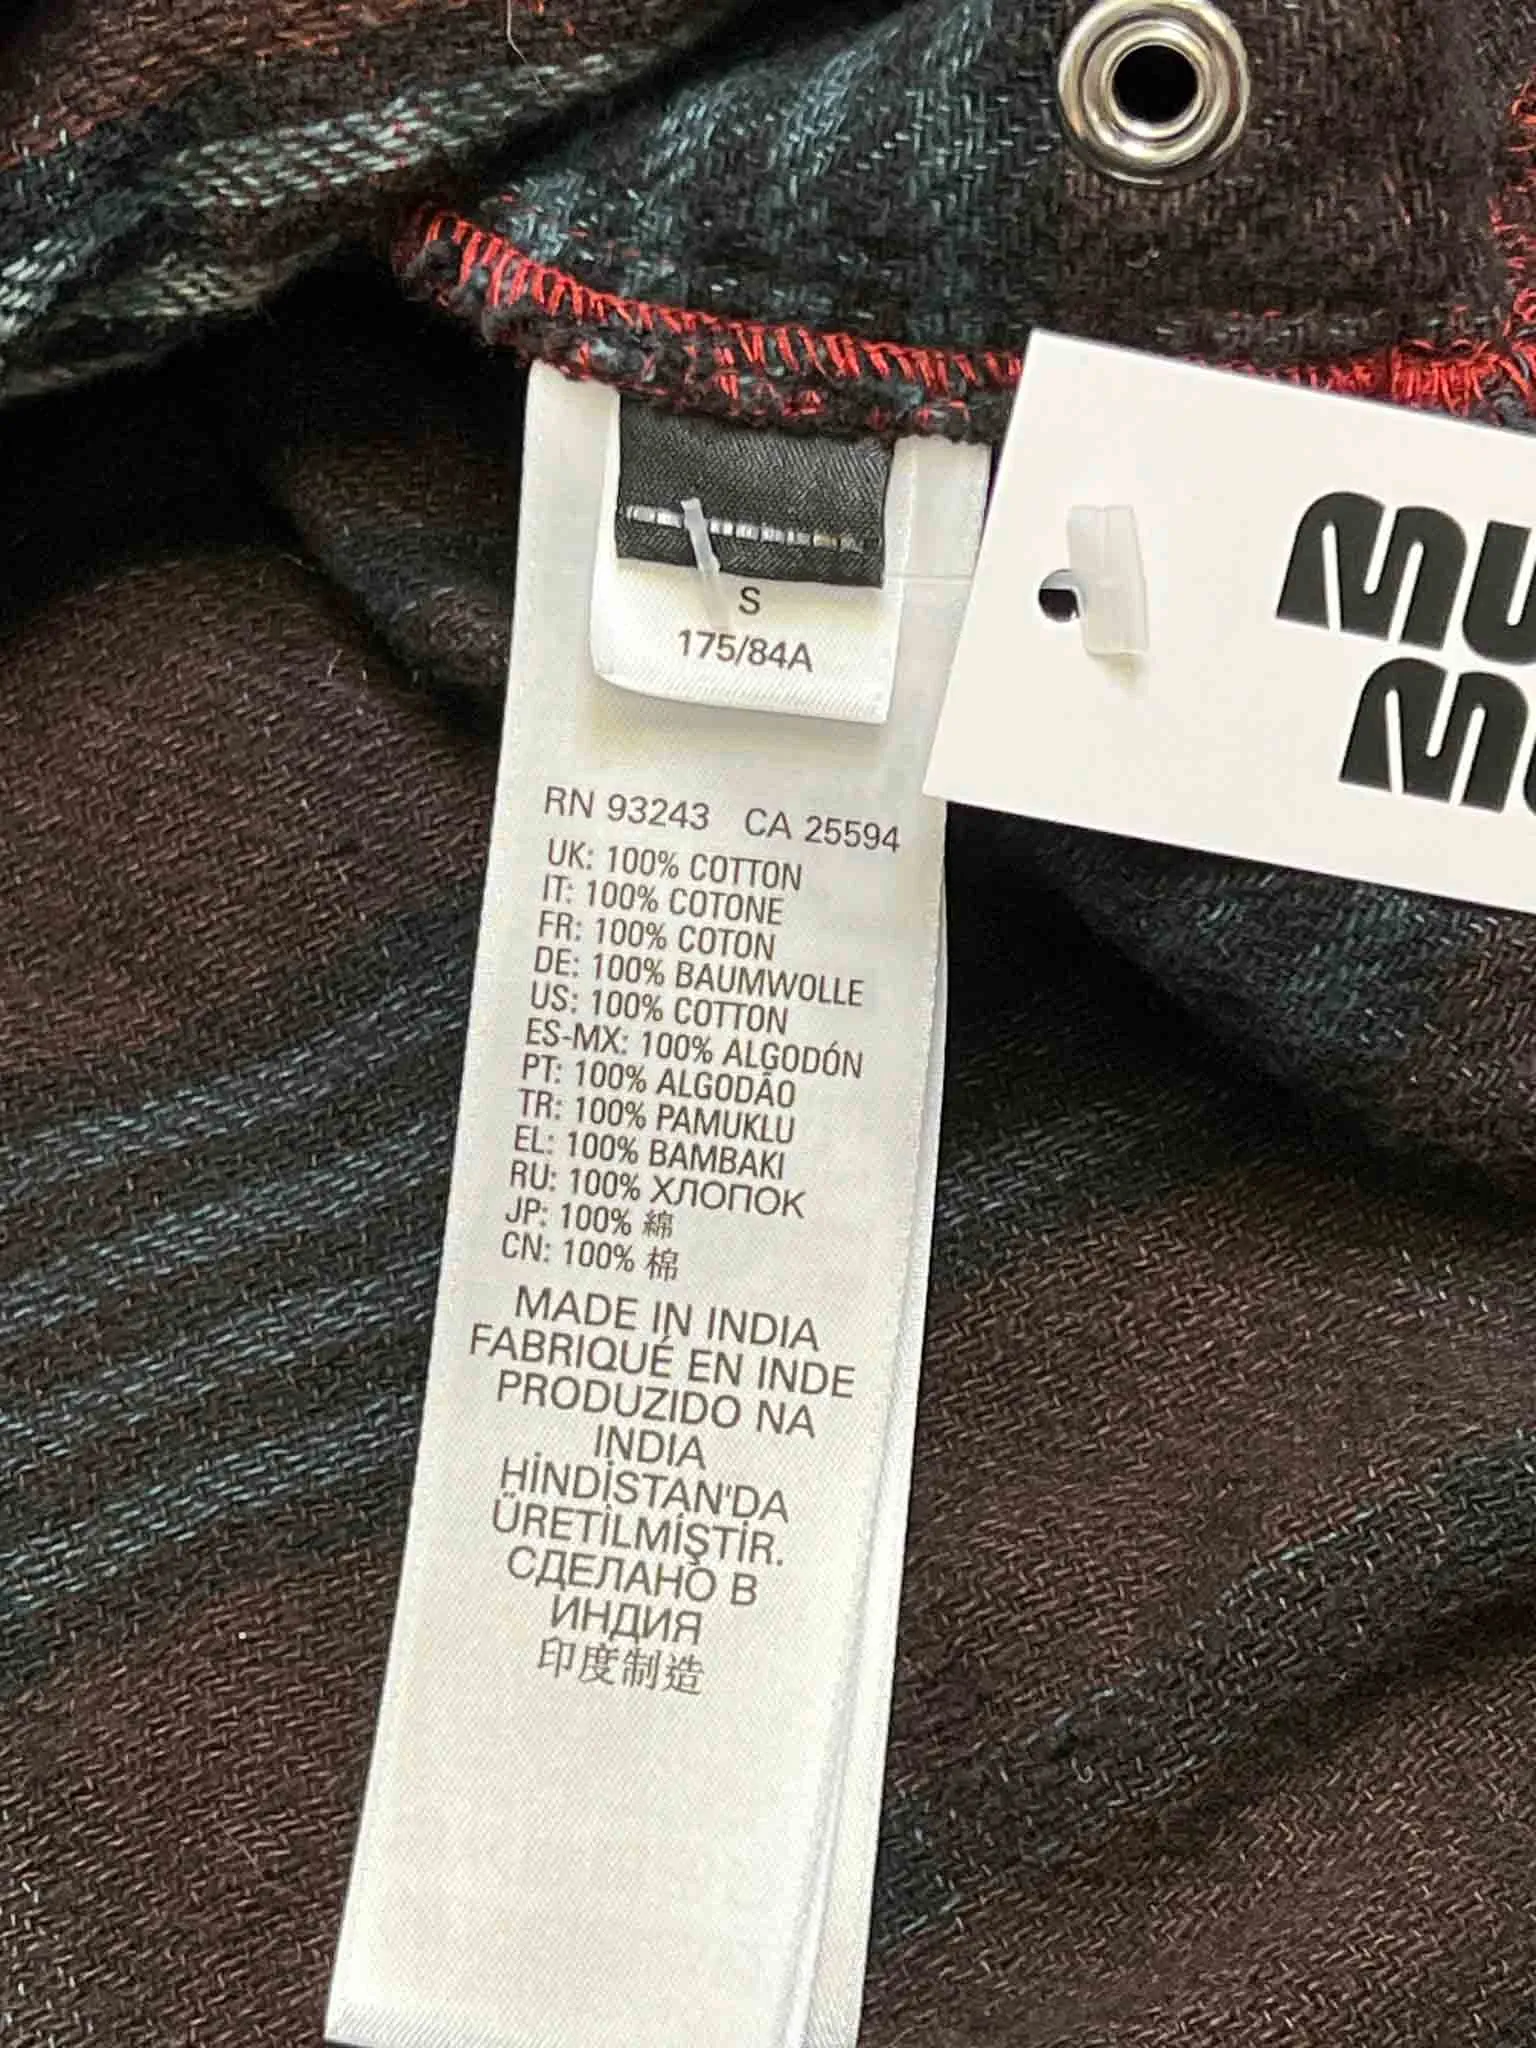 S
175/84A
RN 93243 CA 25594
UK: 100% COTTON
IT: 100% COTONE
FR: 100% COTON
DE: 100% BAUMWOLLE
US: 100% COTTON
ES-MX: 100% ALGODÓN
PT: 100% ALGODÃO
TR: 100% PAMUKLU
EL: 100% BAMBAKI
RU: 100% ХЛОПОК
JP: 100% 綿
CN: 100% 棉
MADE IN INDIA
FABRIQUÉ EN INDE
PRODUZIDO NA
INDIA
HİNDİSTAN'DA
ÜRETİLMİŞTİR.
СДЕЛАНО В
ИНДИЯ
印度制造